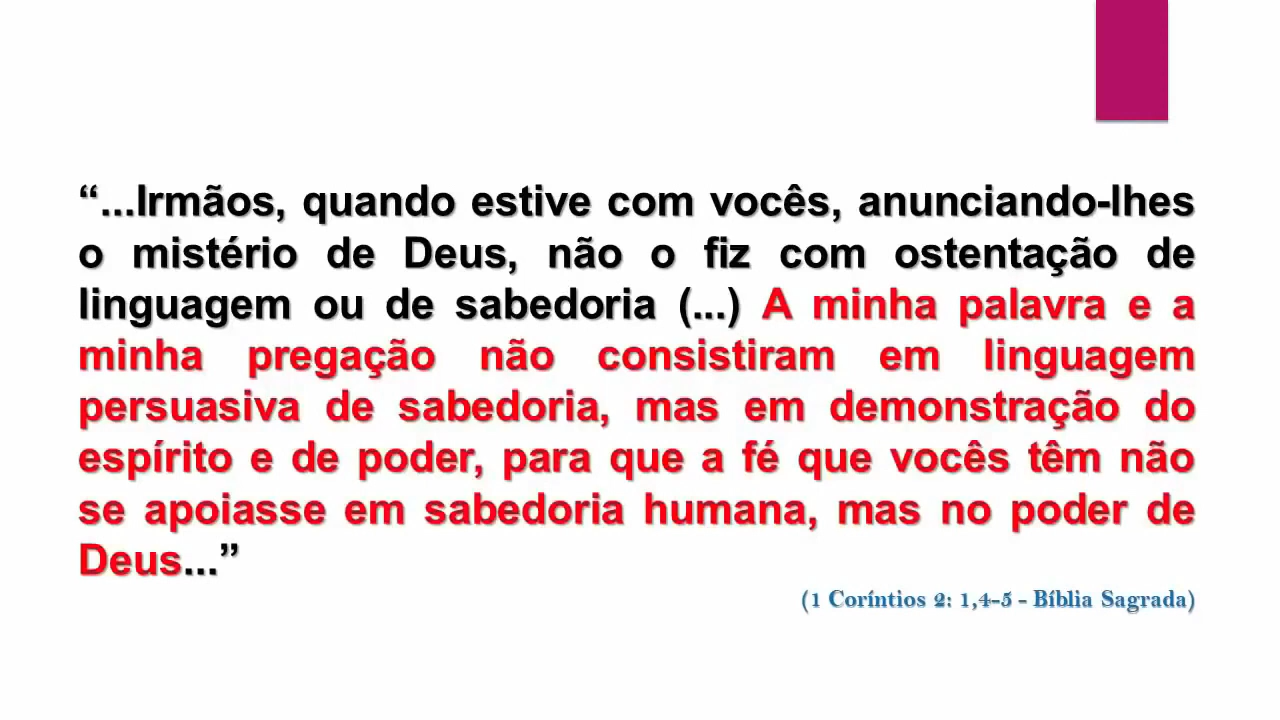 “...Irmãos, quando estive com vocês, anunciando-lhes
o mistério de Deus, não o fiz com ostentação de
linguagem ou de sabedoria (...) A minha palavra e a
minha pregação não consistiram em linguagem
persuasiva de sabedoria, mas em demonstração do
espírito e de poder, para que a fé que vocês têm não
se apoiasse em sabedoria humana, mas no poder de
Deus...”
(1 Coríntios 2: 1,4-5 - Bíblia Sagrada)